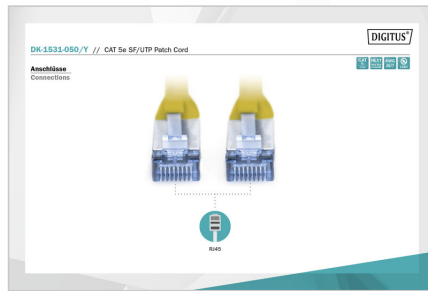 DIGITUS®
DK-1531-050/Y // CAT 5e SF/UTP Patch Cord
Anschlüsse
Connections
RJ45